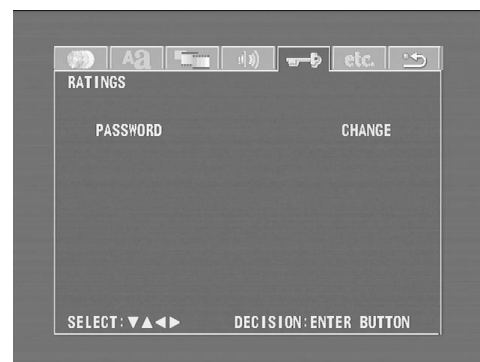 Aa etc.
RATINGS
PASSWORD CHANGE
SELECT:▼▲◀▶ DECISION:ENTER BUTTON